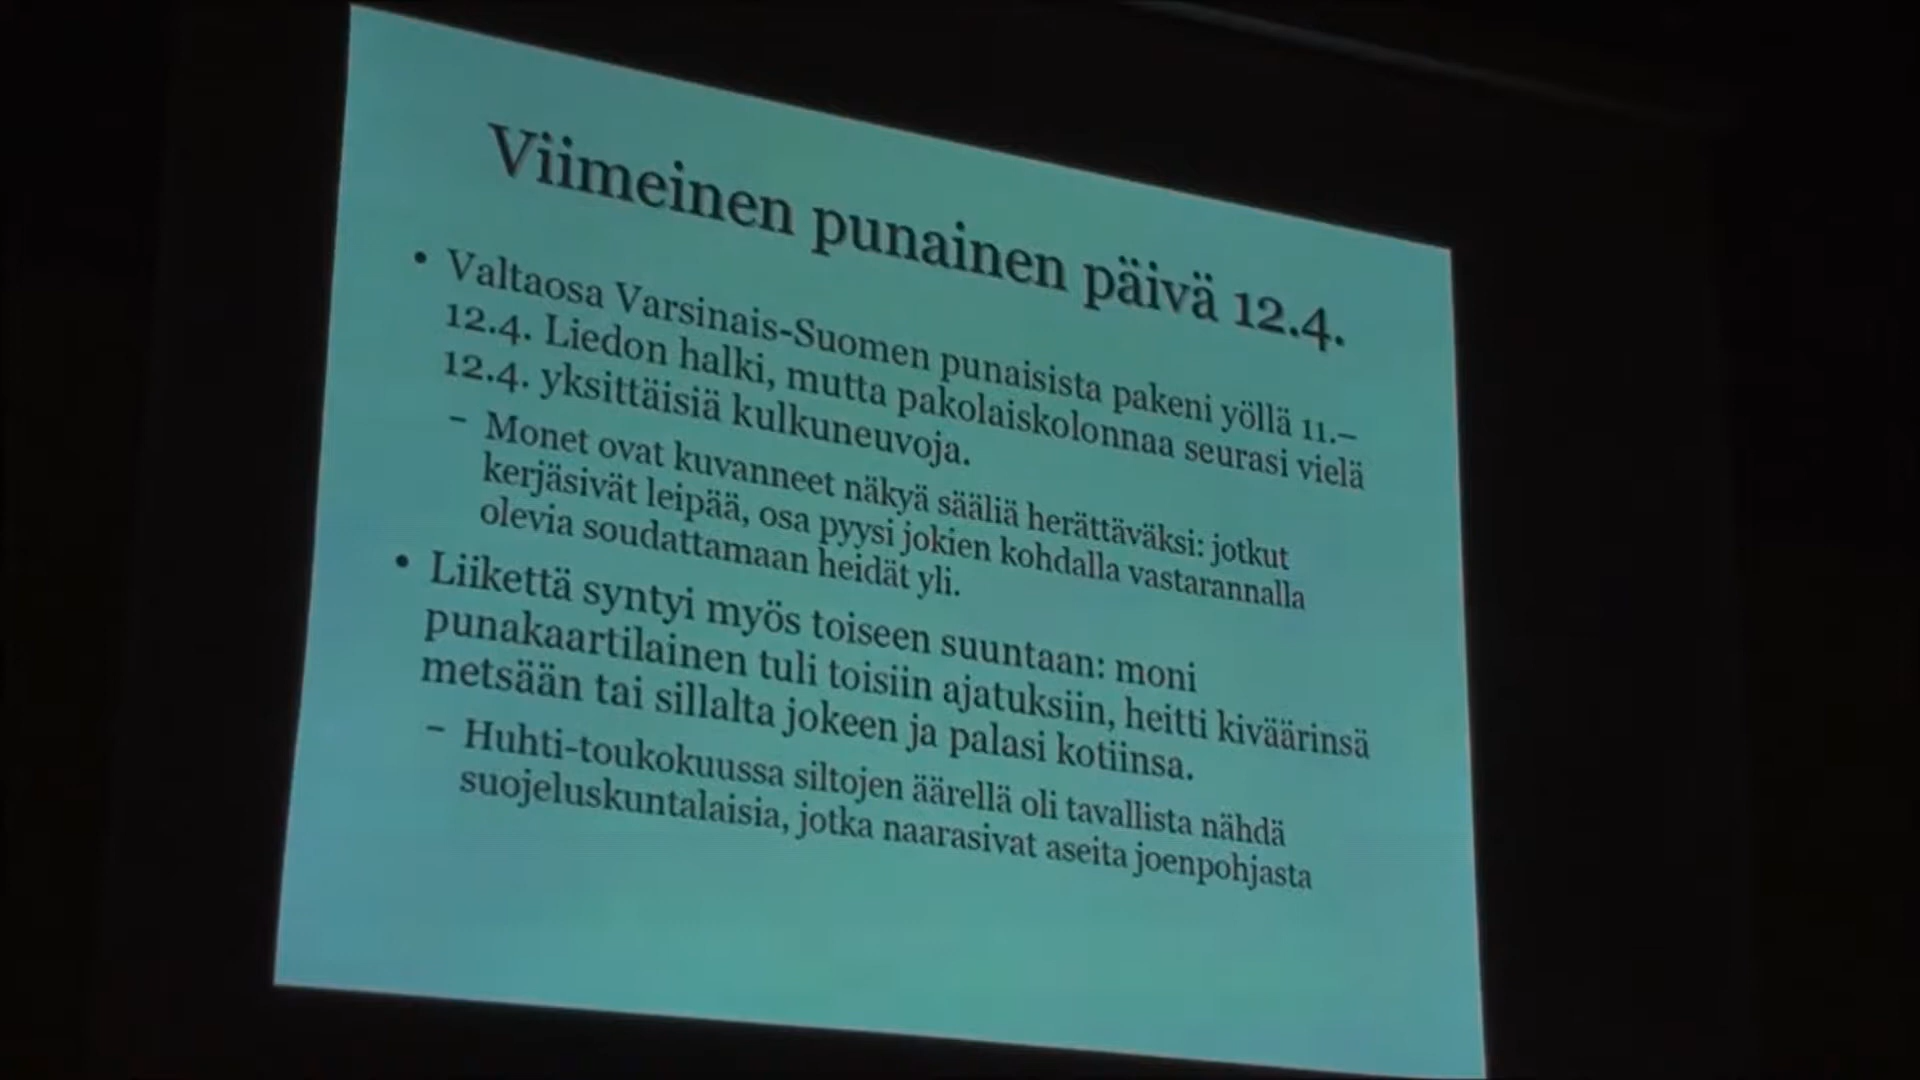 Viimeinen punainen päivä 12.4.
• Valtaosa Varsinais-Suomen punaisista pakeni yöllä 11.–
12.4. Liedon halki, mutta pakolaiskolonnaa seurasi vielä
12.4. yksittäisiä kulkuneuvoja.
– Monet ovat kuvanneet näkyä sääliä herättäväksi: jotkut
kerjäsivät leipää, osa pyysi jokien kohdalla vastarannalla
olevia soudattamaan heidät yli.
• Liikettä syntyi myös toiseen suuntaan: moni
punakaartilainen tuli toisiin ajatuksiin, heitti kiväärinsä
metsään tai sillalta jokeen ja palasi kotiinsa.
– Huhti-toukokuussa siltojen äärellä oli tavallista nähdä
suojeluskuntalaisia, jotka naarasivat aseita joenpohjasta